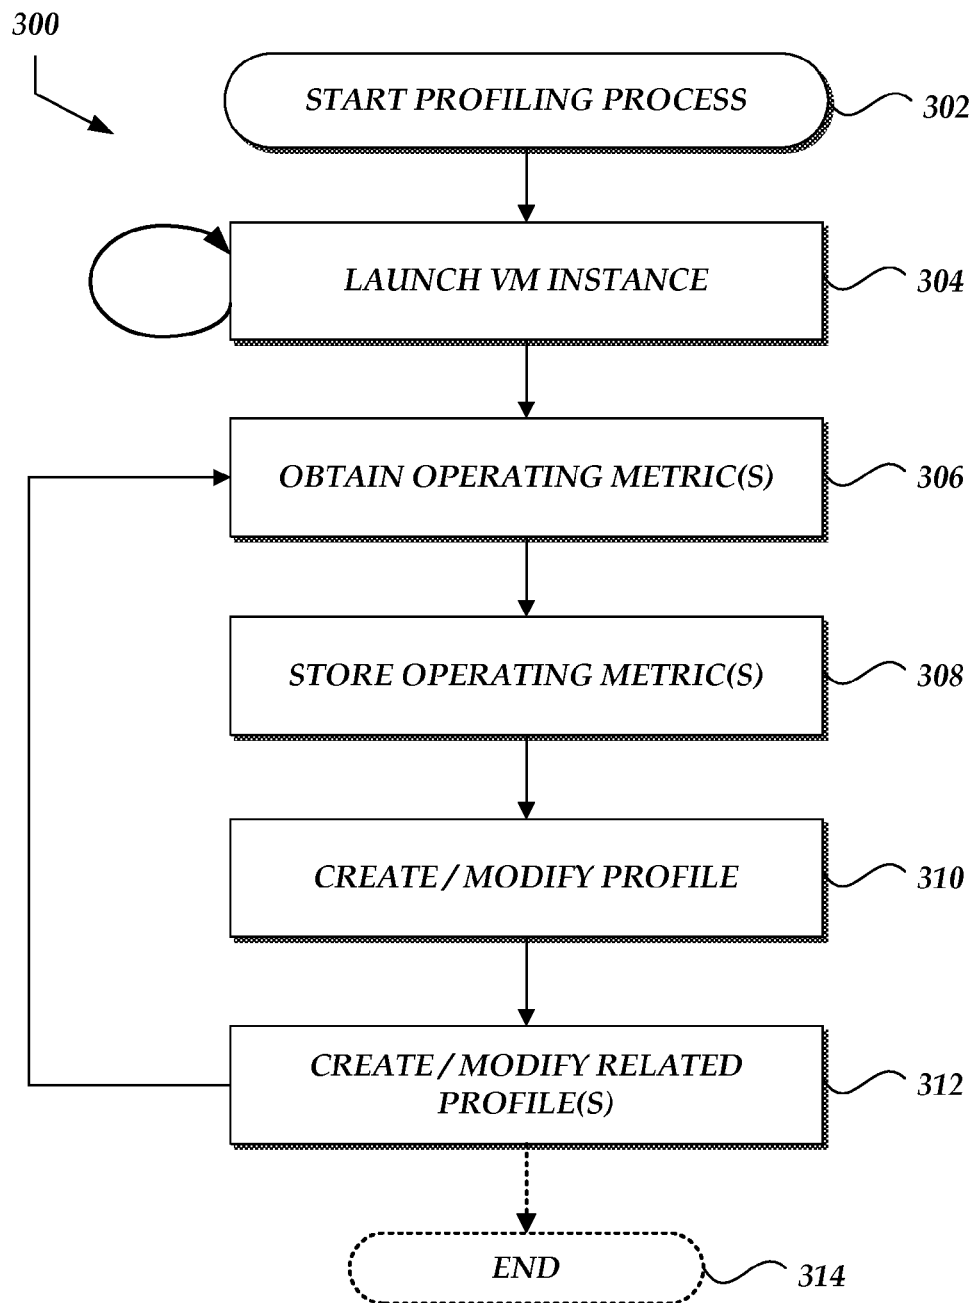 300
START PROFILING PROCESS
302
LAUNCH VM INSTANCE
304
OBTAIN OPERATING METRIC(S)
306
STORE OPERATING METRIC(S)
308
CREATE / MODIFY PROFILE
310
CREATE / MODIFY RELATED
PROFILE(S)
312
END
314